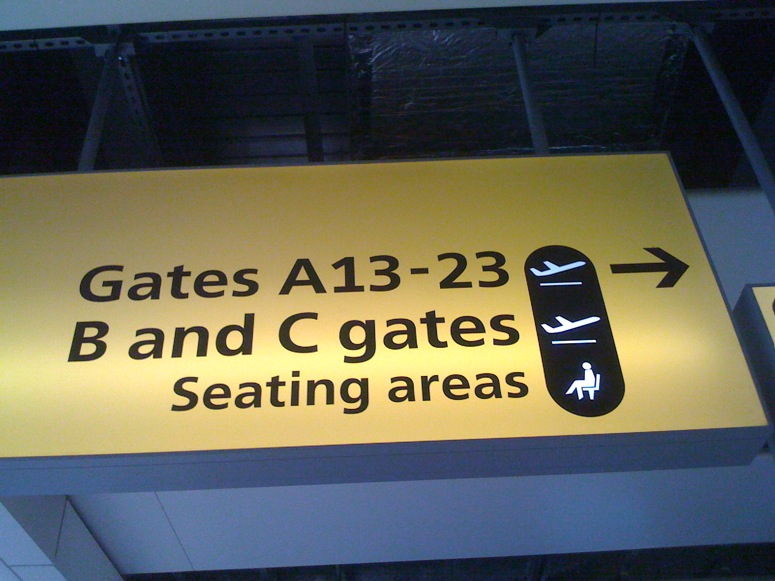 Gates A13-23
B and C gates
Seating areas